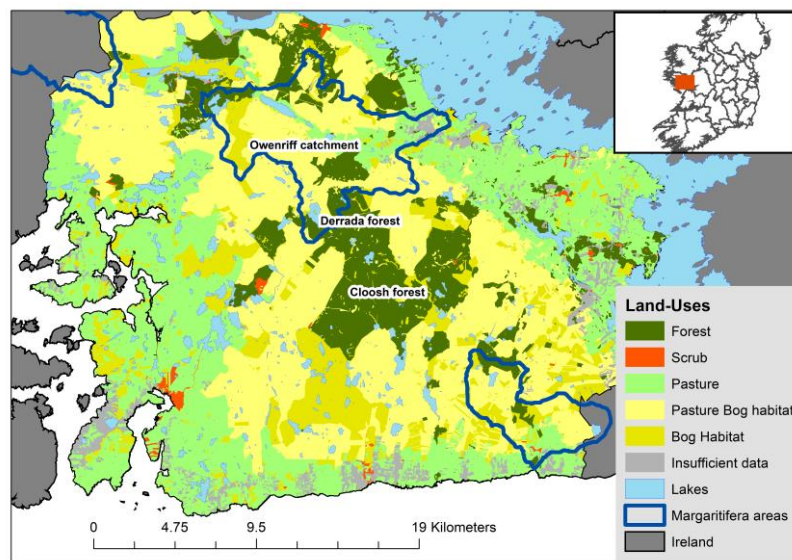 Owenriff catchment
Derrada forest
Cloosh forest
Land-Uses
Forest
Scrub
Pasture
Pasture Bog habitat
Bog Habitat
Insufficient data
Lakes
Margaritifera areas
Ireland
0 4.75 9.5 19 Kilometers